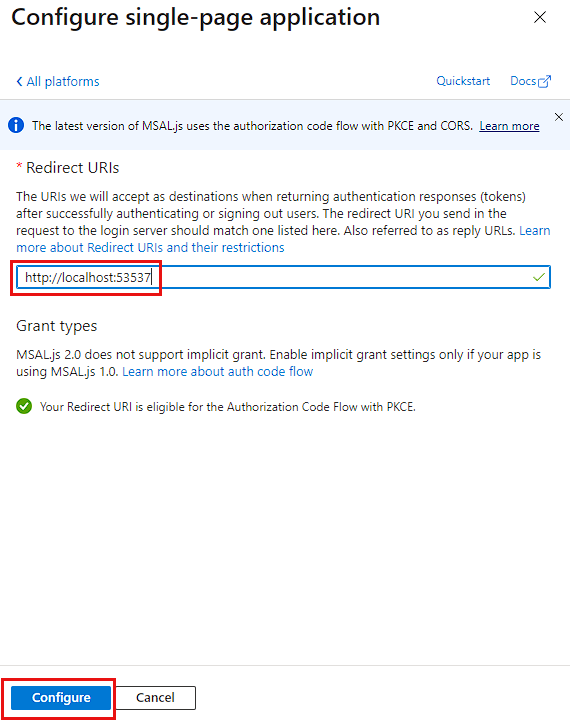 Configure single-page application
All platforms
Quickstart
Docs
The latest version of MSAL.js uses the authorization code flow with PKCE and CORS. Learn more
* Redirect URIs
The URIs we will accept as destinations when returning authentication responses (tokens)
after successfully authenticating or signing out users. The redirect URI you send in the
request to the login server should match one listed here. Also referred to as reply URLs. Learn
more about Redirect URIs and their restrictions
http://localhost:53537
Grant types
MSAL.js 2.0 does not support implicit grant. Enable implicit grant settings only if your app is
using MSAL.js 1.0. Learn more about auth code flow
Your Redirect URI is eligible for the Authorization Code Flow with PKCE.
Configure
Cancel